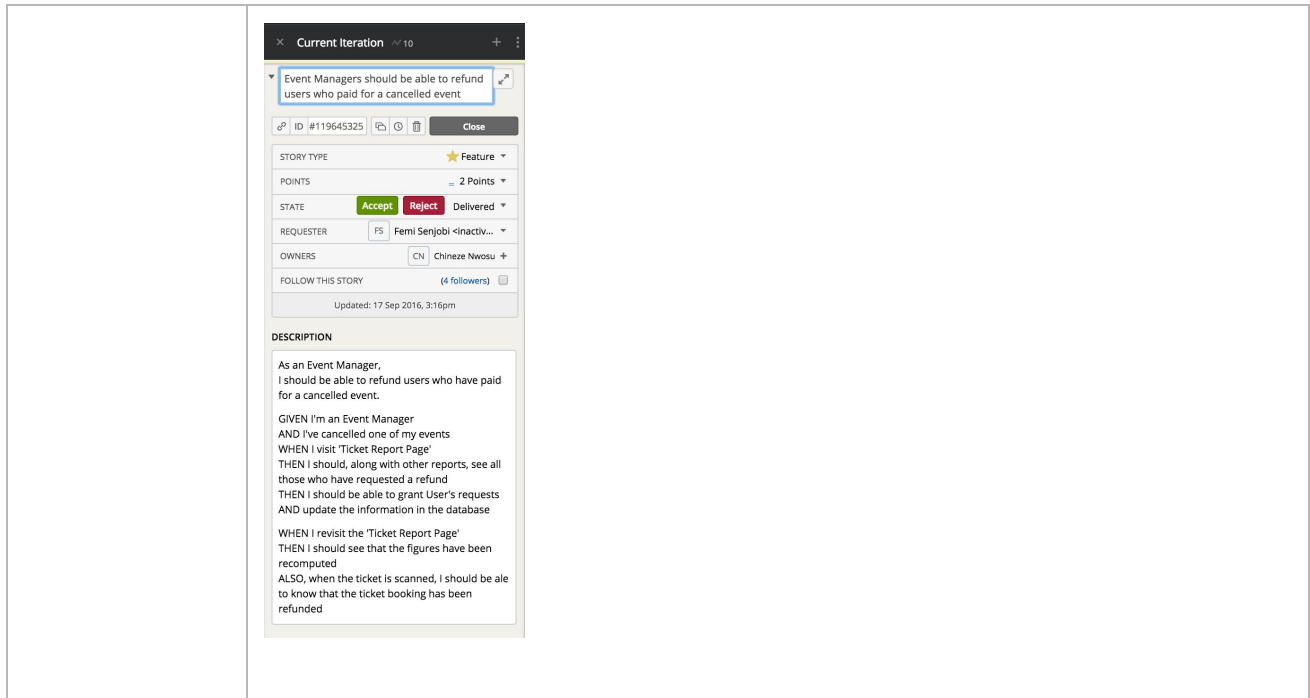 Current Iteration 10
Event Managers should be able to refund
users who paid for a cancelled event
ID #119645325 Close
STORY TYPE Feature
POINTS 2 Points
STATE Accept Reject Delivered
REQUESTER FS Femi Senjobi <inactiv...
OWNERS CN Chineze Nwosu +
FOLLOW THIS STORY (4 followers)
Updated: 17 Sep 2016, 3:16pm
DESCRIPTION
As an Event Manager,
I should be able to refund users who have paid
for a cancelled event.
GIVEN I'm an Event Manager
AND I've cancelled one of my events
WHEN I visit 'Ticket Report Page'
THEN I should, along with other reports, see all
those who have requested a refund
THEN I should be able to grant User's requests
AND update the information in the database
WHEN I revisit the 'Ticket Report Page'
THEN I should see that the figures have been
recomputed
ALSO, when the ticket is scanned, I should be ale
to know that the ticket booking has been
refunded